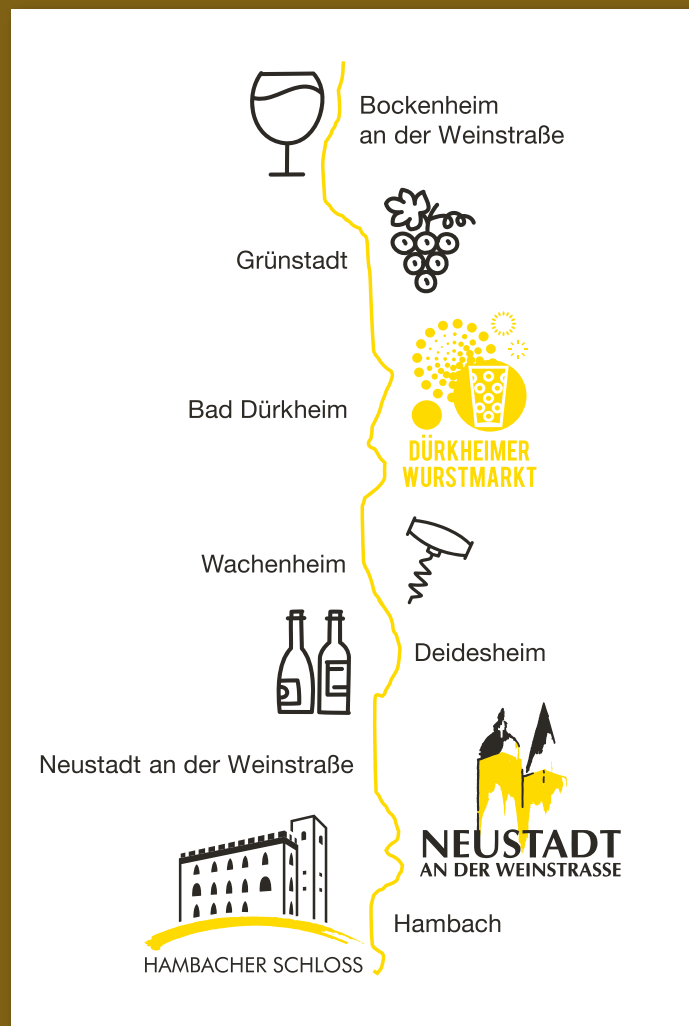 Bockenheim
an der Weinstraße
Grünstadt
Bad Dürkheim
DÜRKHEIMER
WURSTMARKT
Wachenheim
Deidesheim
Neustadt an der Weinstraße
NEUSTADT
AN DER WEINSTRASSE
Hambach
HAMBACHER SCHLOSS